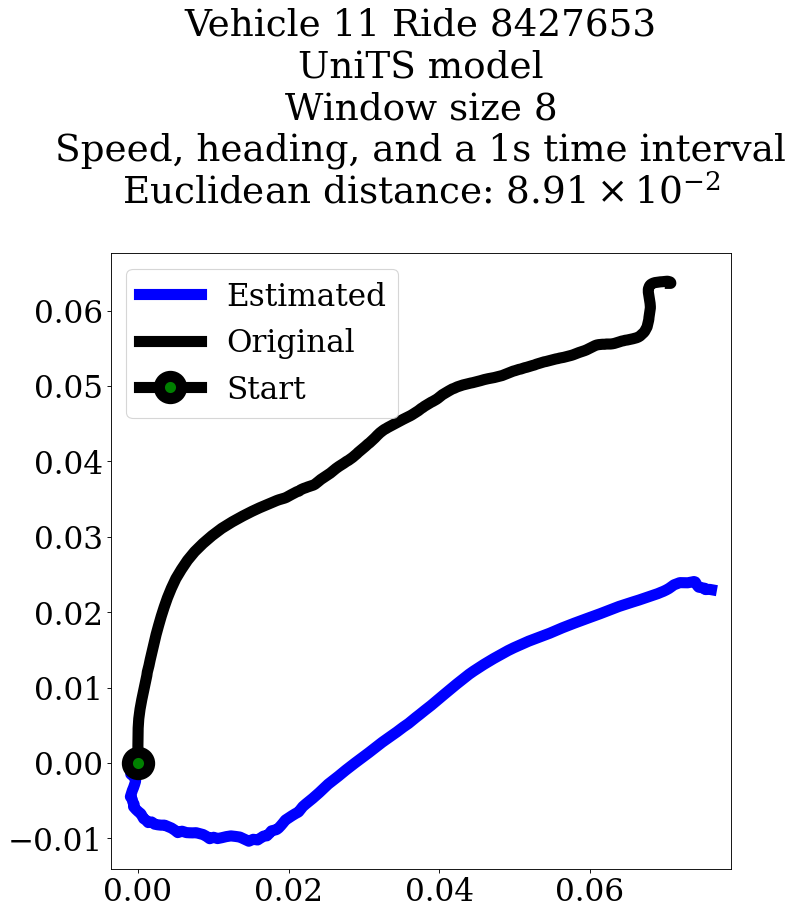 Vehicle 11 Ride 8427653
UniTS model
Window size 8
Speed, heading, and a 1s time interval
Euclidean distance: 8.91 × 10⁻²
Estimated
Original
Start
0.06
0.05
0.04
0.03
0.02
0.01
0.00
−0.01
0.00 0.02 0.04 0.06